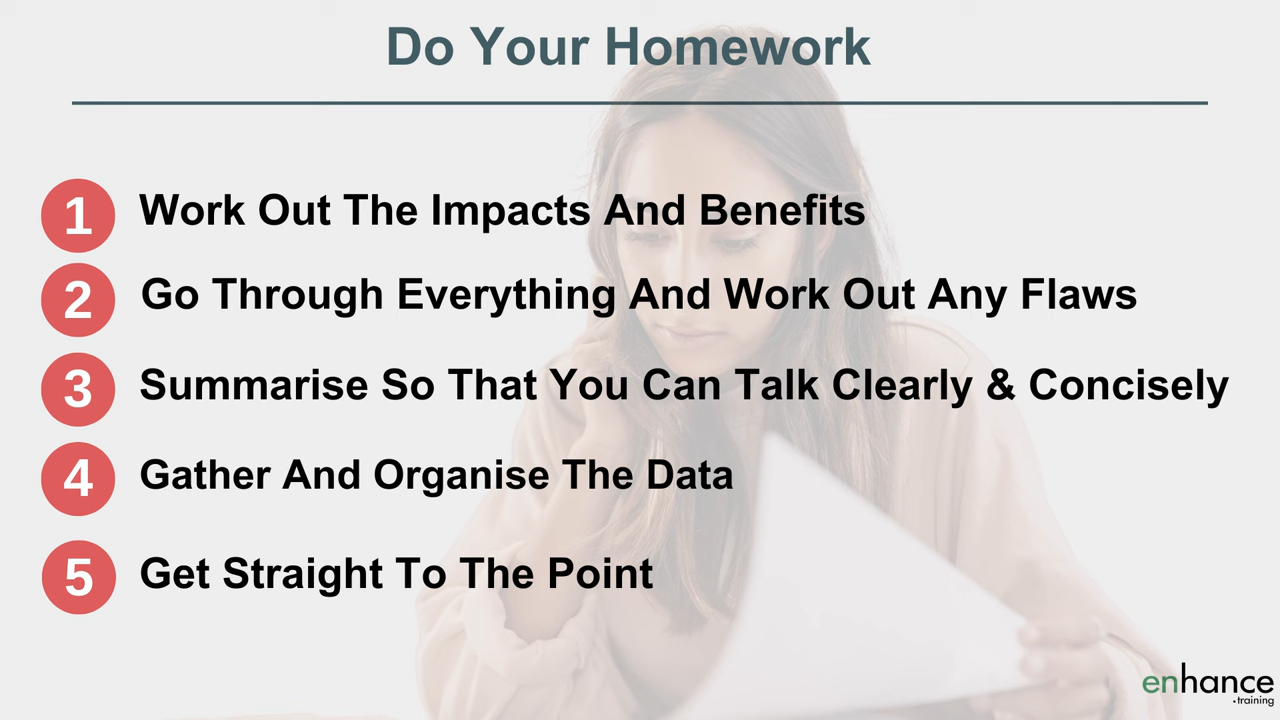 Do Your Homework
1 Work Out The Impacts And Benefits
2 Go Through Everything And Work Out Any Flaws
3 Summarise So That You Can Talk Clearly & Concisely
4 Gather And Organise The Data
5 Get Straight To The Point
enhance
.training